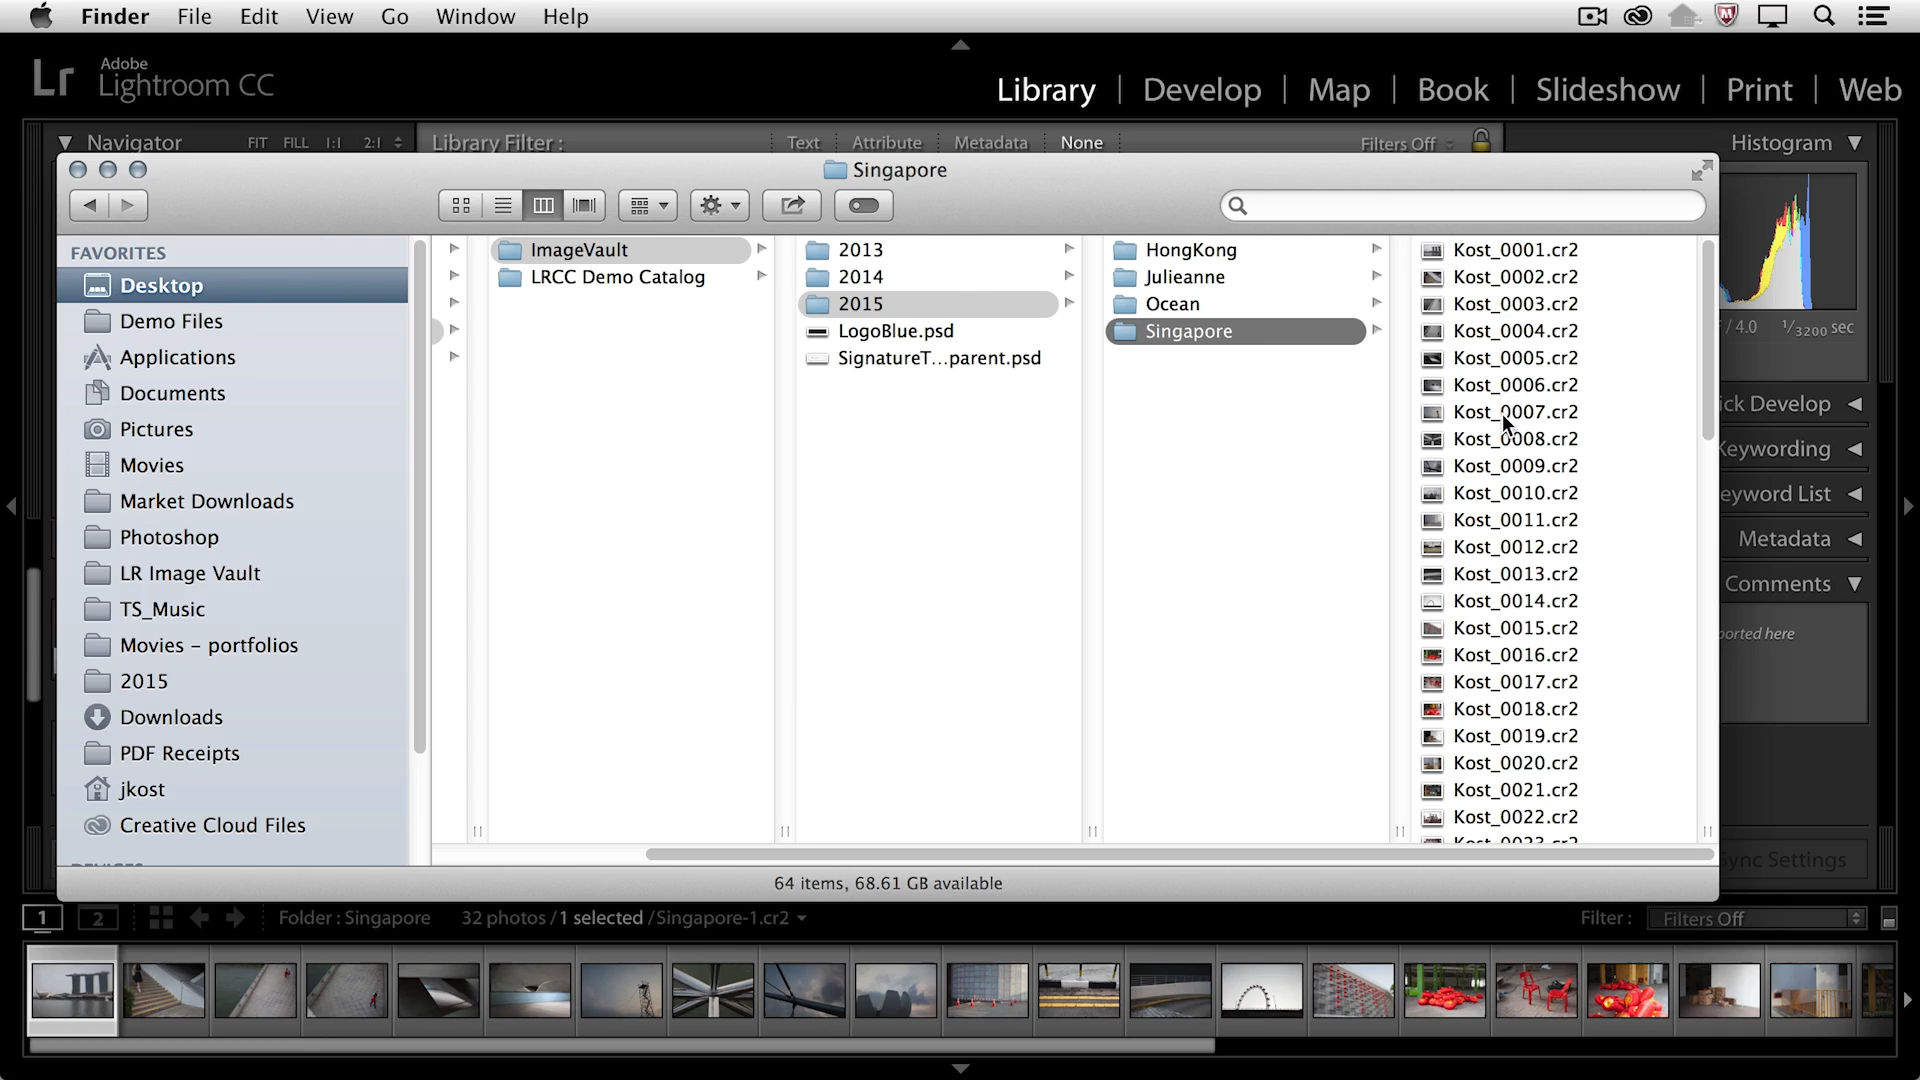 Finder File Edit View Go Window Help
Lr Adobe
Lightroom CC
Library | Develop | Map | Book | Slideshow | Print | Web
Navigator FIT FILL 1:1 2:1
Library Filter : Text Attribute Metadata None Filters Off
Histogram
Singapore
FAVORITES
Desktop
Demo Files
Applications
Documents
Pictures
Movies
Market Downloads
Photoshop
LR Image Vault
TS_Music
Movies – portfolios
2015
Downloads
PDF Receipts
jkost
Creative Cloud Files
DEVICES
ImageVault
LRCC Demo Catalog
2013
2014
2015
LogoBlue.psd
SignatureT...parent.psd
HongKong
Julieanne
Ocean
Singapore
Kost_0001.cr2
Kost_0002.cr2
Kost_0003.cr2
Kost_0004.cr2
Kost_0005.cr2
Kost_0006.cr2
Kost_0007.cr2
Kost_0008.cr2
Kost_0009.cr2
Kost_0010.cr2
Kost_0011.cr2
Kost_0012.cr2
Kost_0013.cr2
Kost_0014.cr2
Kost_0015.cr2
Kost_0016.cr2
Kost_0017.cr2
Kost_0018.cr2
Kost_0019.cr2
Kost_0020.cr2
Kost_0021.cr2
Kost_0022.cr2
Kost_0023.cr2
/ 4.0 1/3200 sec
ick Develop
Keywording
eyword List
Metadata
Comments
ported here
Sync Settings
64 items, 68.61 GB available
1 2 Folder : Singapore 32 photos / 1 selected / Singapore-1.cr2 Filter : Filters Off